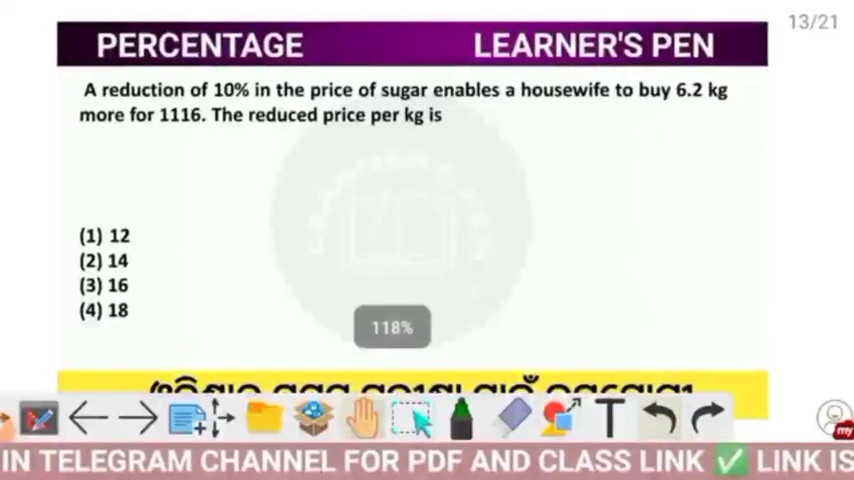 13/21
PERCENTAGE LEARNER'S PEN
A reduction of 10% in the price of sugar enables a housewife to buy 6.2 kg
more for 1116. The reduced price per kg is
(1) 12
(2) 14
(3) 16
(4) 18
118%
T
my
IN TELEGRAM CHANNEL FOR PDF AND CLASS LINK ✅ LINK IS